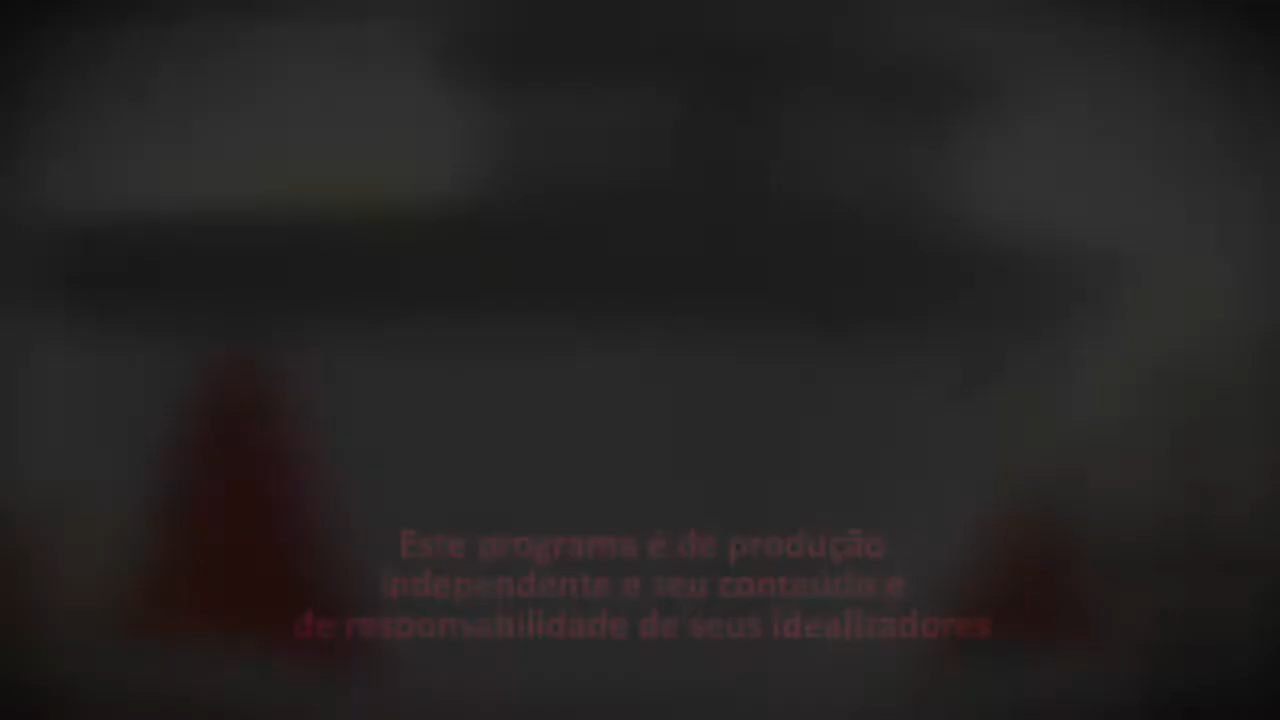 Este programa é de produção
independente e seu conteúdo é
de responsabilidade de seus idealizadores